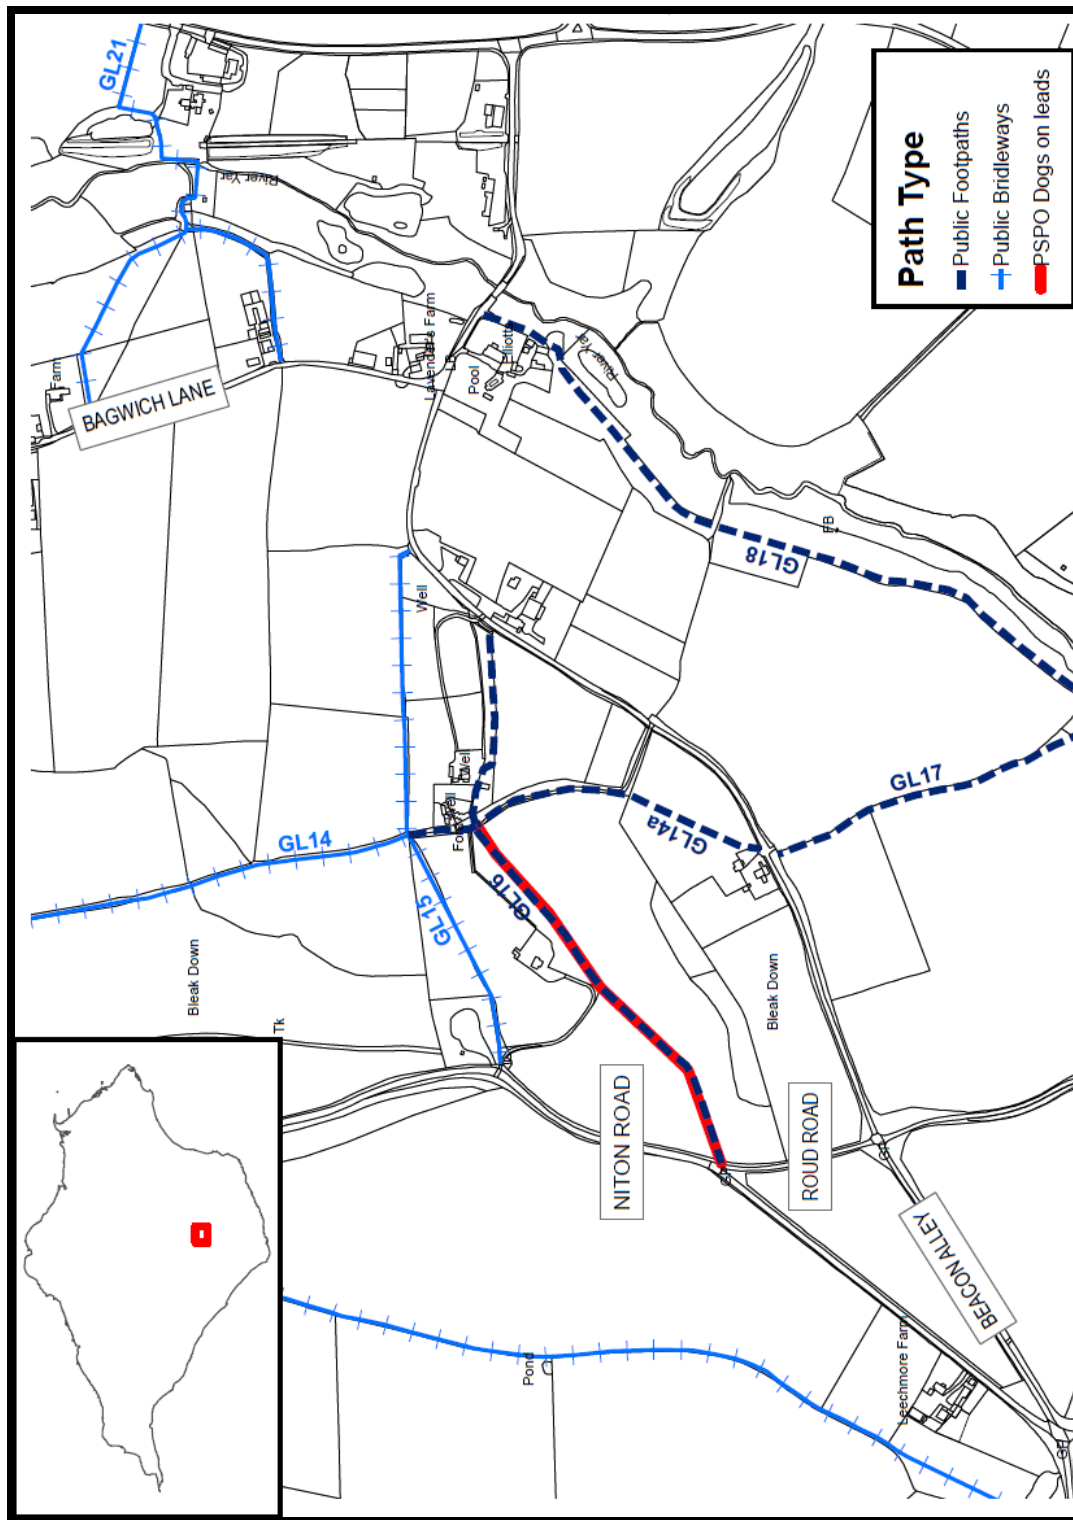 Path Type
Public Footpaths
Public Bridleways
PSPO Dogs on leads
GL21
River Yar
Farm
BAGWICH LANE
Lavender's Farm
Pool
Elliotts
River Yar
GL18
FB
Well
Well
Well
GL14
GL15
GL16
GL14a
GL17
Bleak Down
Tk
Bleak Down
NITON ROAD
ROUD ROAD
BEACON ALLEY
Pond
Leechmore Farm